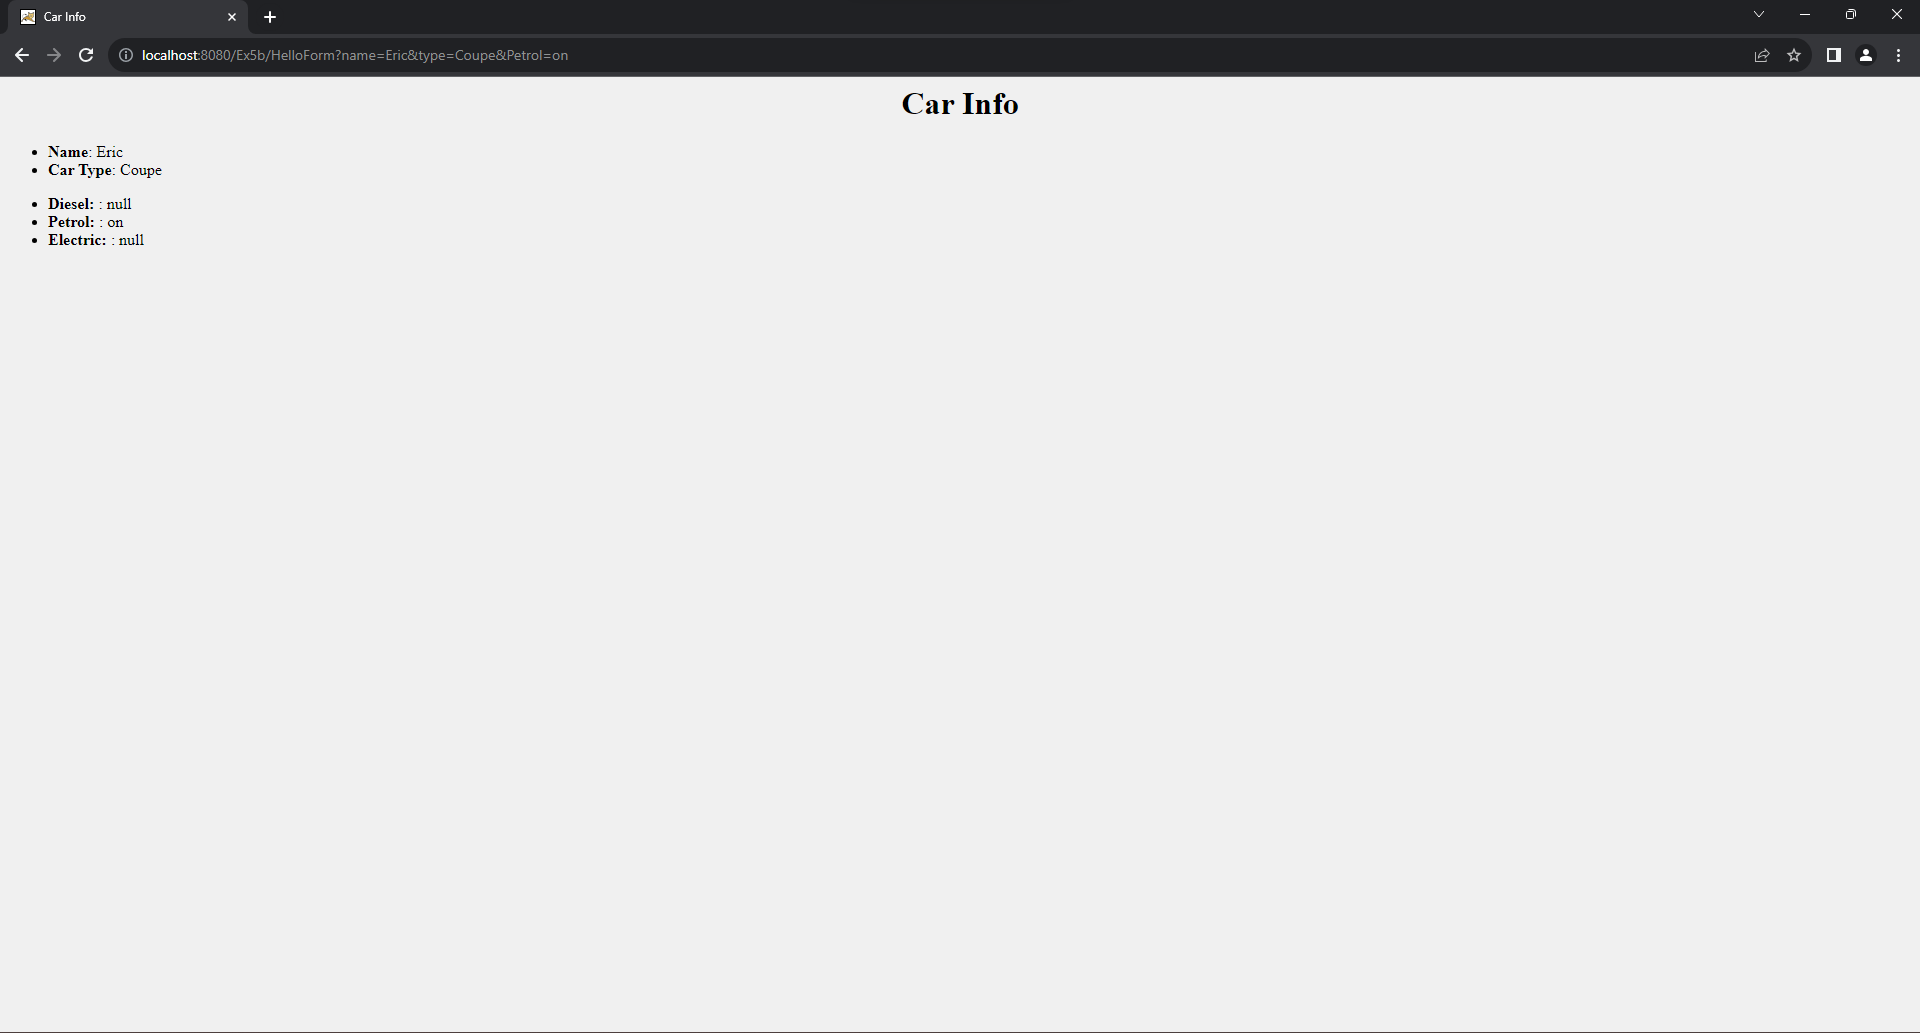 Car Info
localhost:8080/Ex5b/HelloForm?name=Eric&type=Coupe&Petrol=on
Car Info
• Name: Eric
• Car Type: Coupe
• Diesel: : null
• Petrol: : on
• Electric: : null